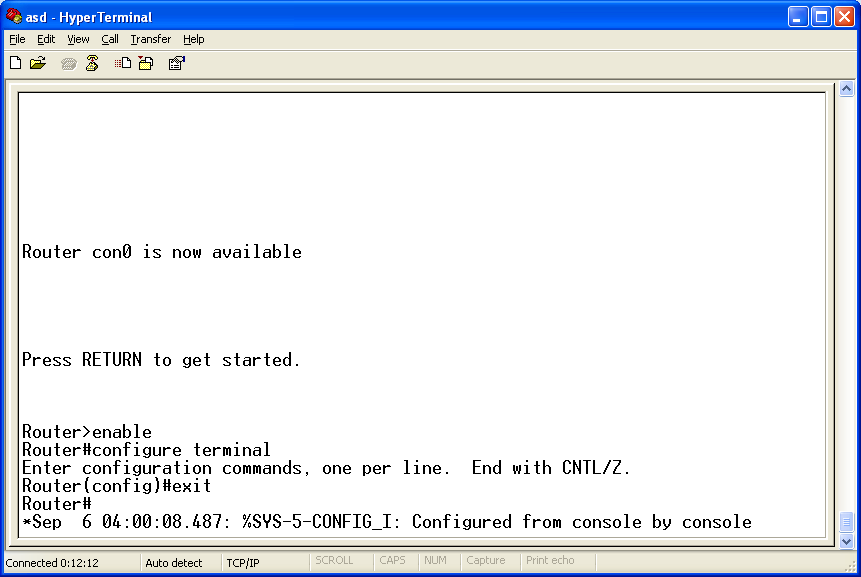 asd - HyperTerminal
File Edit View Call Transfer Help
Router con0 is now available
Press RETURN to get started.
Router>enable
Router#configure terminal
Enter configuration commands, one per line.  End with CNTL/Z.
Router(config)#exit
Router#
*Sep  6 04:00:08.487: %SYS-5-CONFIG_I: Configured from console by console
Connected 0:12:12 Auto detect TCP/IP SCROLL CAPS NUM Capture Print echo